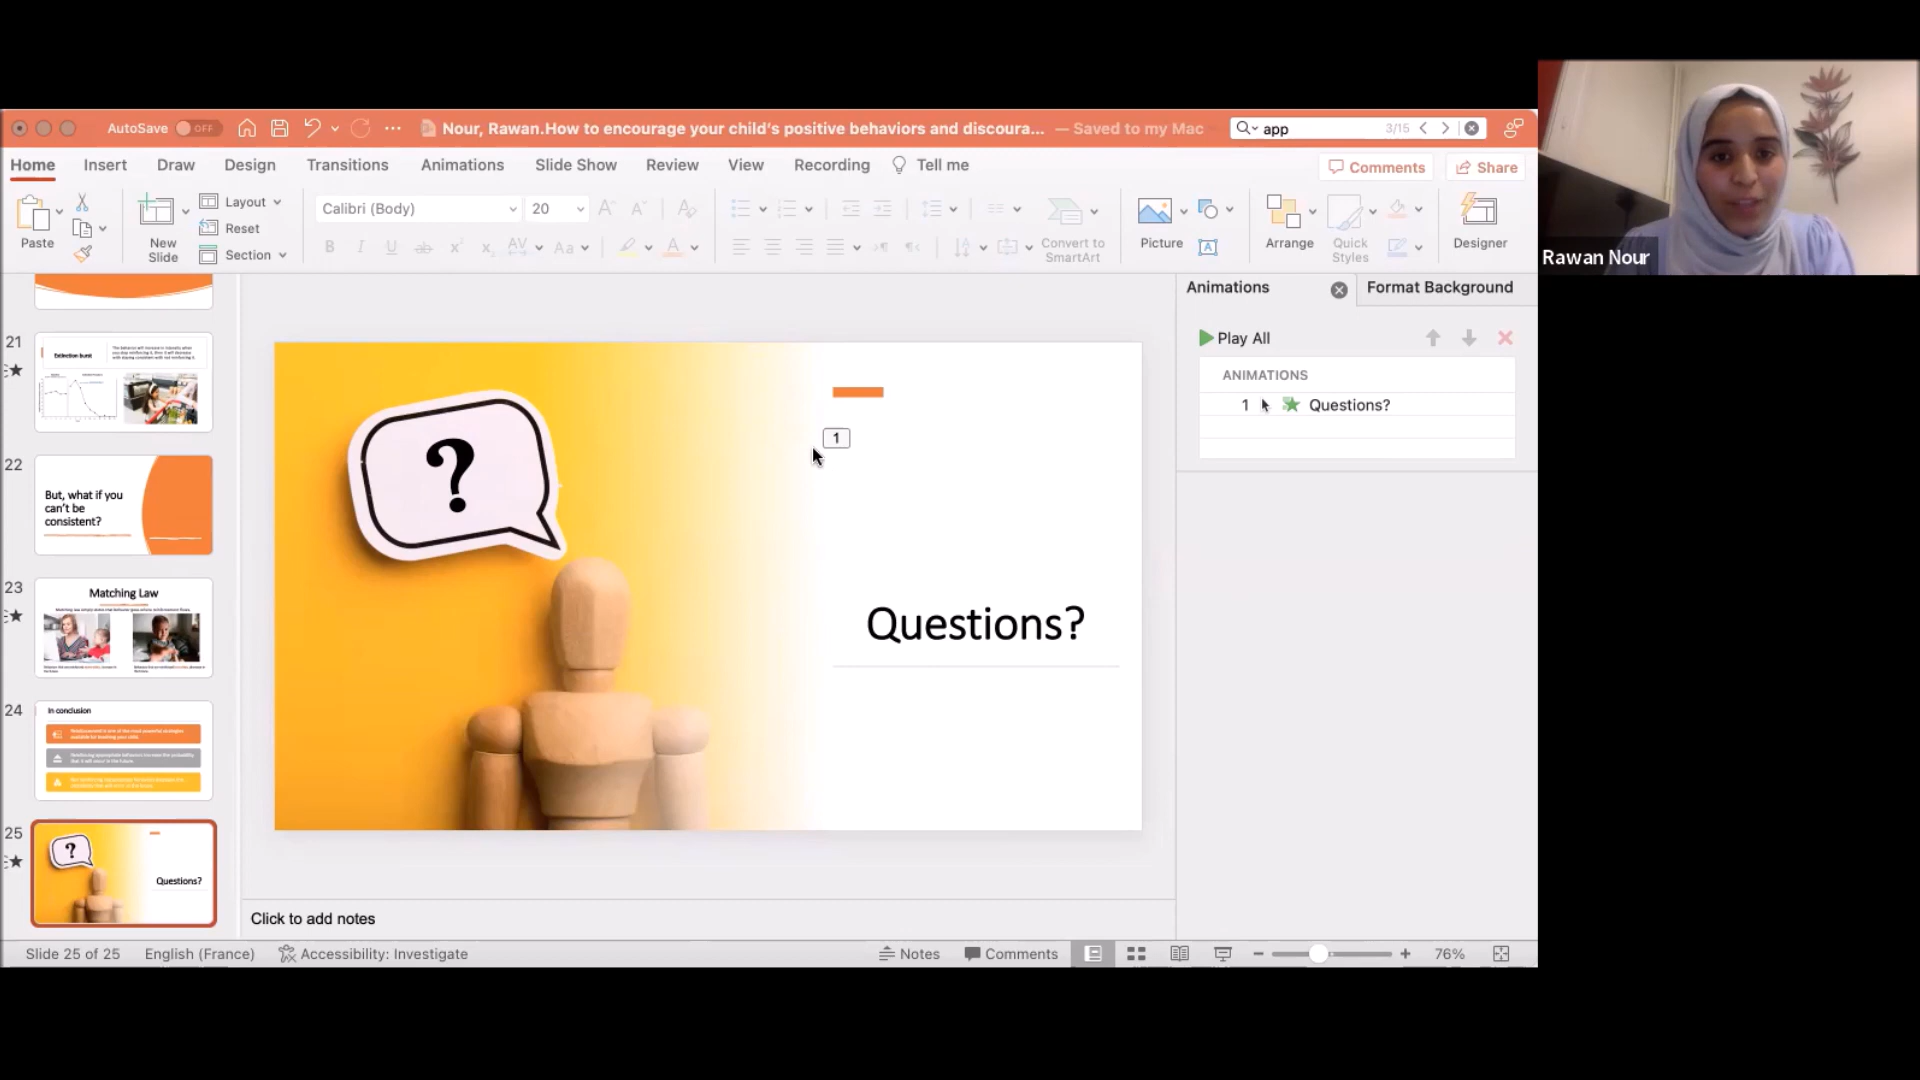 AutoSave OFF
Nour, Rawan.How to encourage your child's positive behaviors and discoura... — Saved to my Mac
app 3/15
Home Insert Draw Design Transitions Animations Slide Show Review View Recording Tell me
Comments Share
Paste
New Slide
Layout
Reset
Section
Calibri (Body) 20
Convert to SmartArt
Picture
Arrange
Quick Styles
Designer
Rawan Nour
21
Extinction burst
22
But, what if you
can't be
consistent?
23
Matching Law
24
In conclusion
25
?
Questions?
?
1
Questions?
Animations
Format Background
Play All
ANIMATIONS
1 Questions?
Click to add notes
Slide 25 of 25 English (France) Accessibility: Investigate
Notes Comments 76%